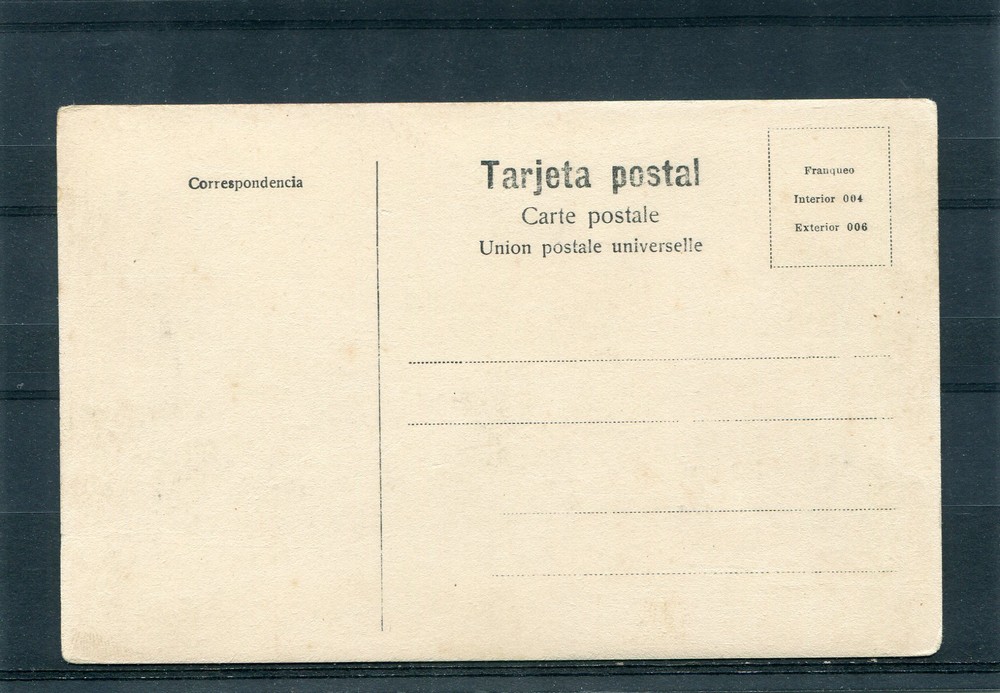 Correspondencia
Tarjeta postal
Carte postale
Union postale universelle
Franqueo
Interior 004
Exterior 006